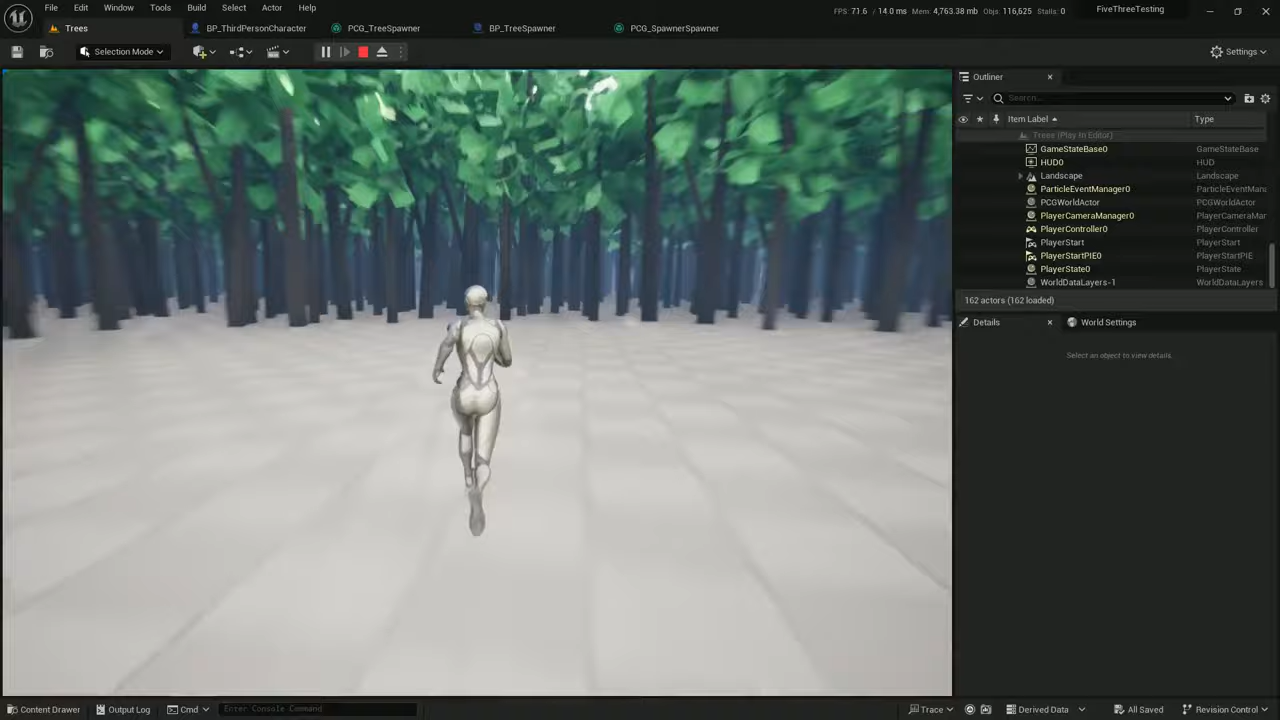 File Edit Window Tools Build Select Actor Help
FPS: 71.6 / 14.0 ms Mem: 4,763.38 mb Objs: 116,625 Stalls: 0
FiveThreeTesting
Trees BP_ThirdPersonCharacter PCG_TreeSpawner BP_TreeSpawner PCG_SpawnerSpawner
Selection Mode
Settings
Outliner
Search...
Item Label Type
Trees (Play In Editor)
GameStateBase0 GameStateBase
HUD0 HUD
Landscape Landscape
ParticleEventManager0 ParticleEventMana
PCGWorldActor PCGWorldActor
PlayerCameraManager0 PlayerCameraMar
PlayerController0 PlayerController
PlayerStart PlayerStart
PlayerStartPIE0 PlayerStartPIE
PlayerState0 PlayerState
WorldDataLayers-1 WorldDataLayers
162 actors (162 loaded)
Details World Settings
Select an object to view details.
Content Drawer Output Log Cmd Enter Console Command
Trace Derived Data All Saved Revision Control